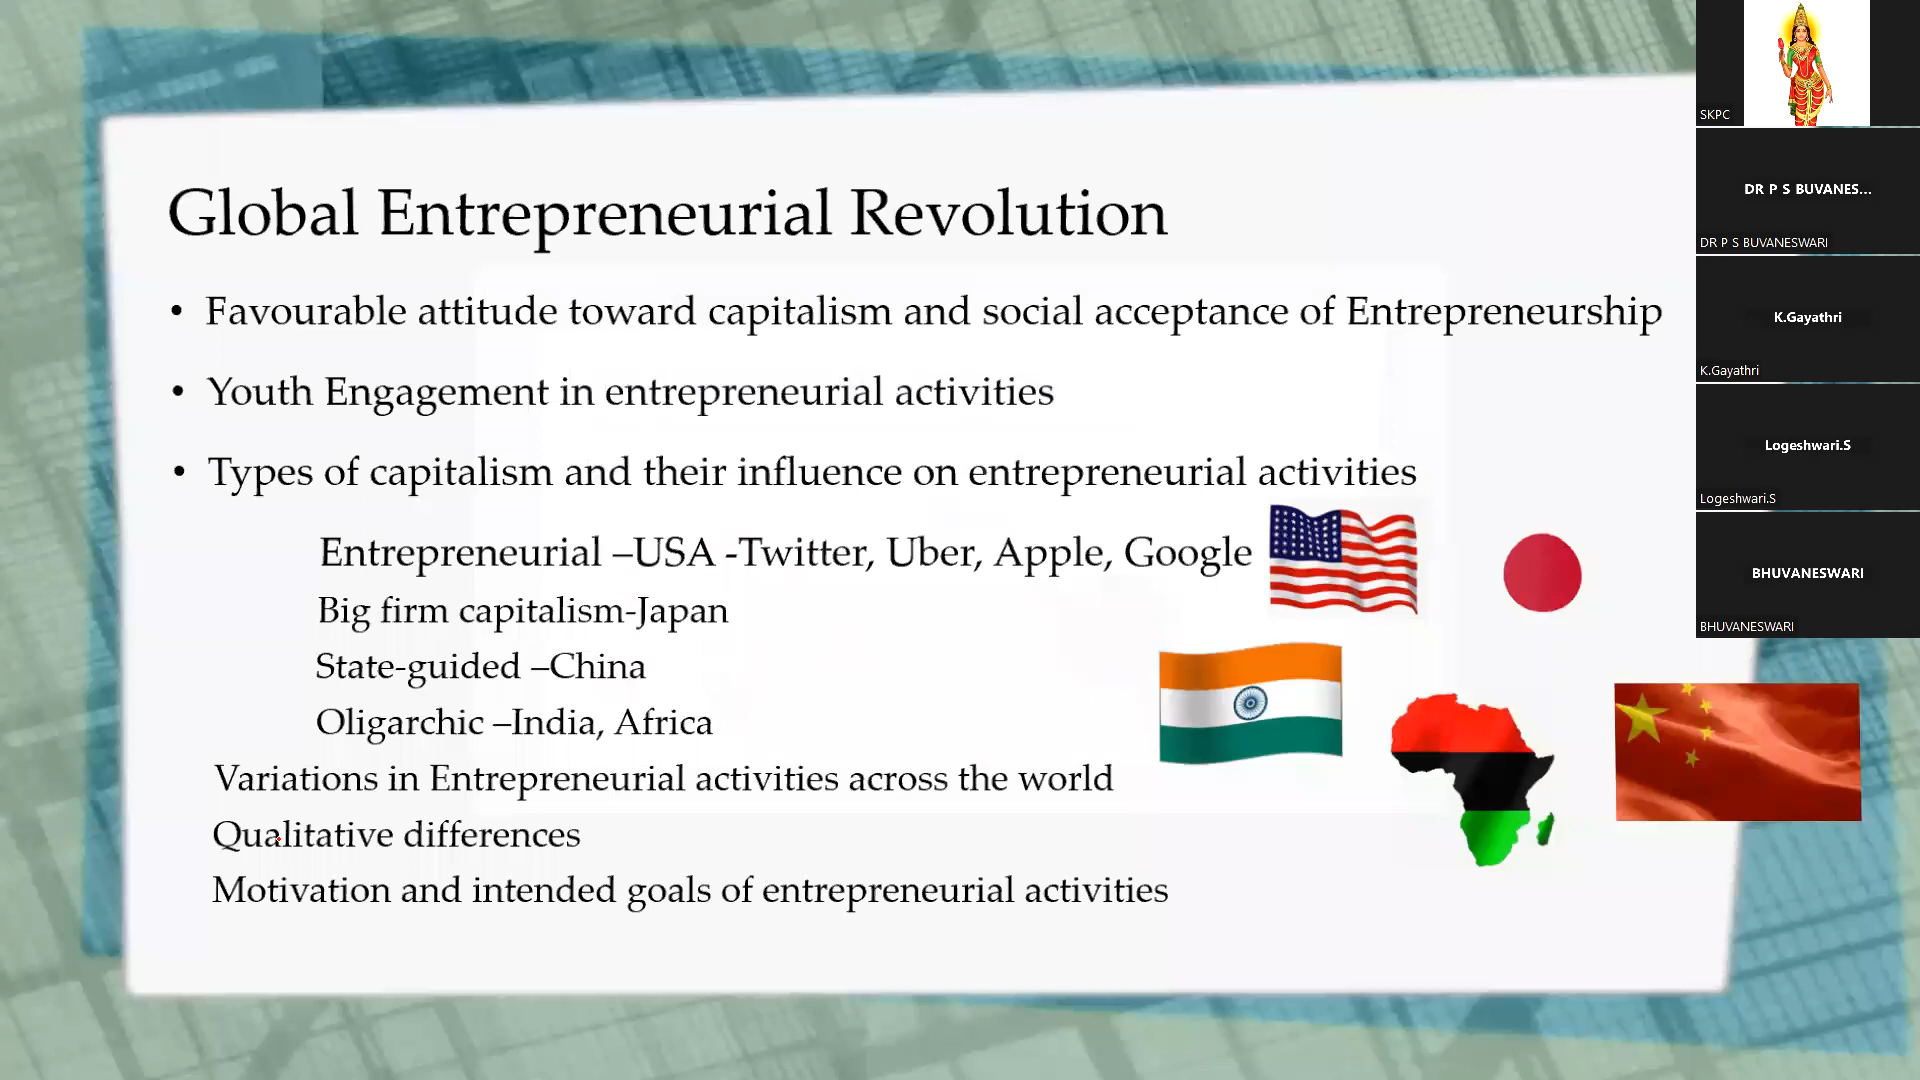 Global Entrepreneurial Revolution
• Favourable attitude toward capitalism and social acceptance of Entrepreneurship
• Youth Engagement in entrepreneurial activities
• Types of capitalism and their influence on entrepreneurial activities
Entrepreneurial –USA -Twitter, Uber, Apple, Google
Big firm capitalism-Japan
State-guided –China
Oligarchic –India, Africa
Variations in Entrepreneurial activities across the world
Qualitative differences
Motivation and intended goals of entrepreneurial activities
SKPC
DR P S BUVANES...
DR P S BUVANESWARI
K.Gayathri
K.Gayathri
Logeshwari.S
Logeshwari.S
BHUVANESWARI
BHUVANESWARI